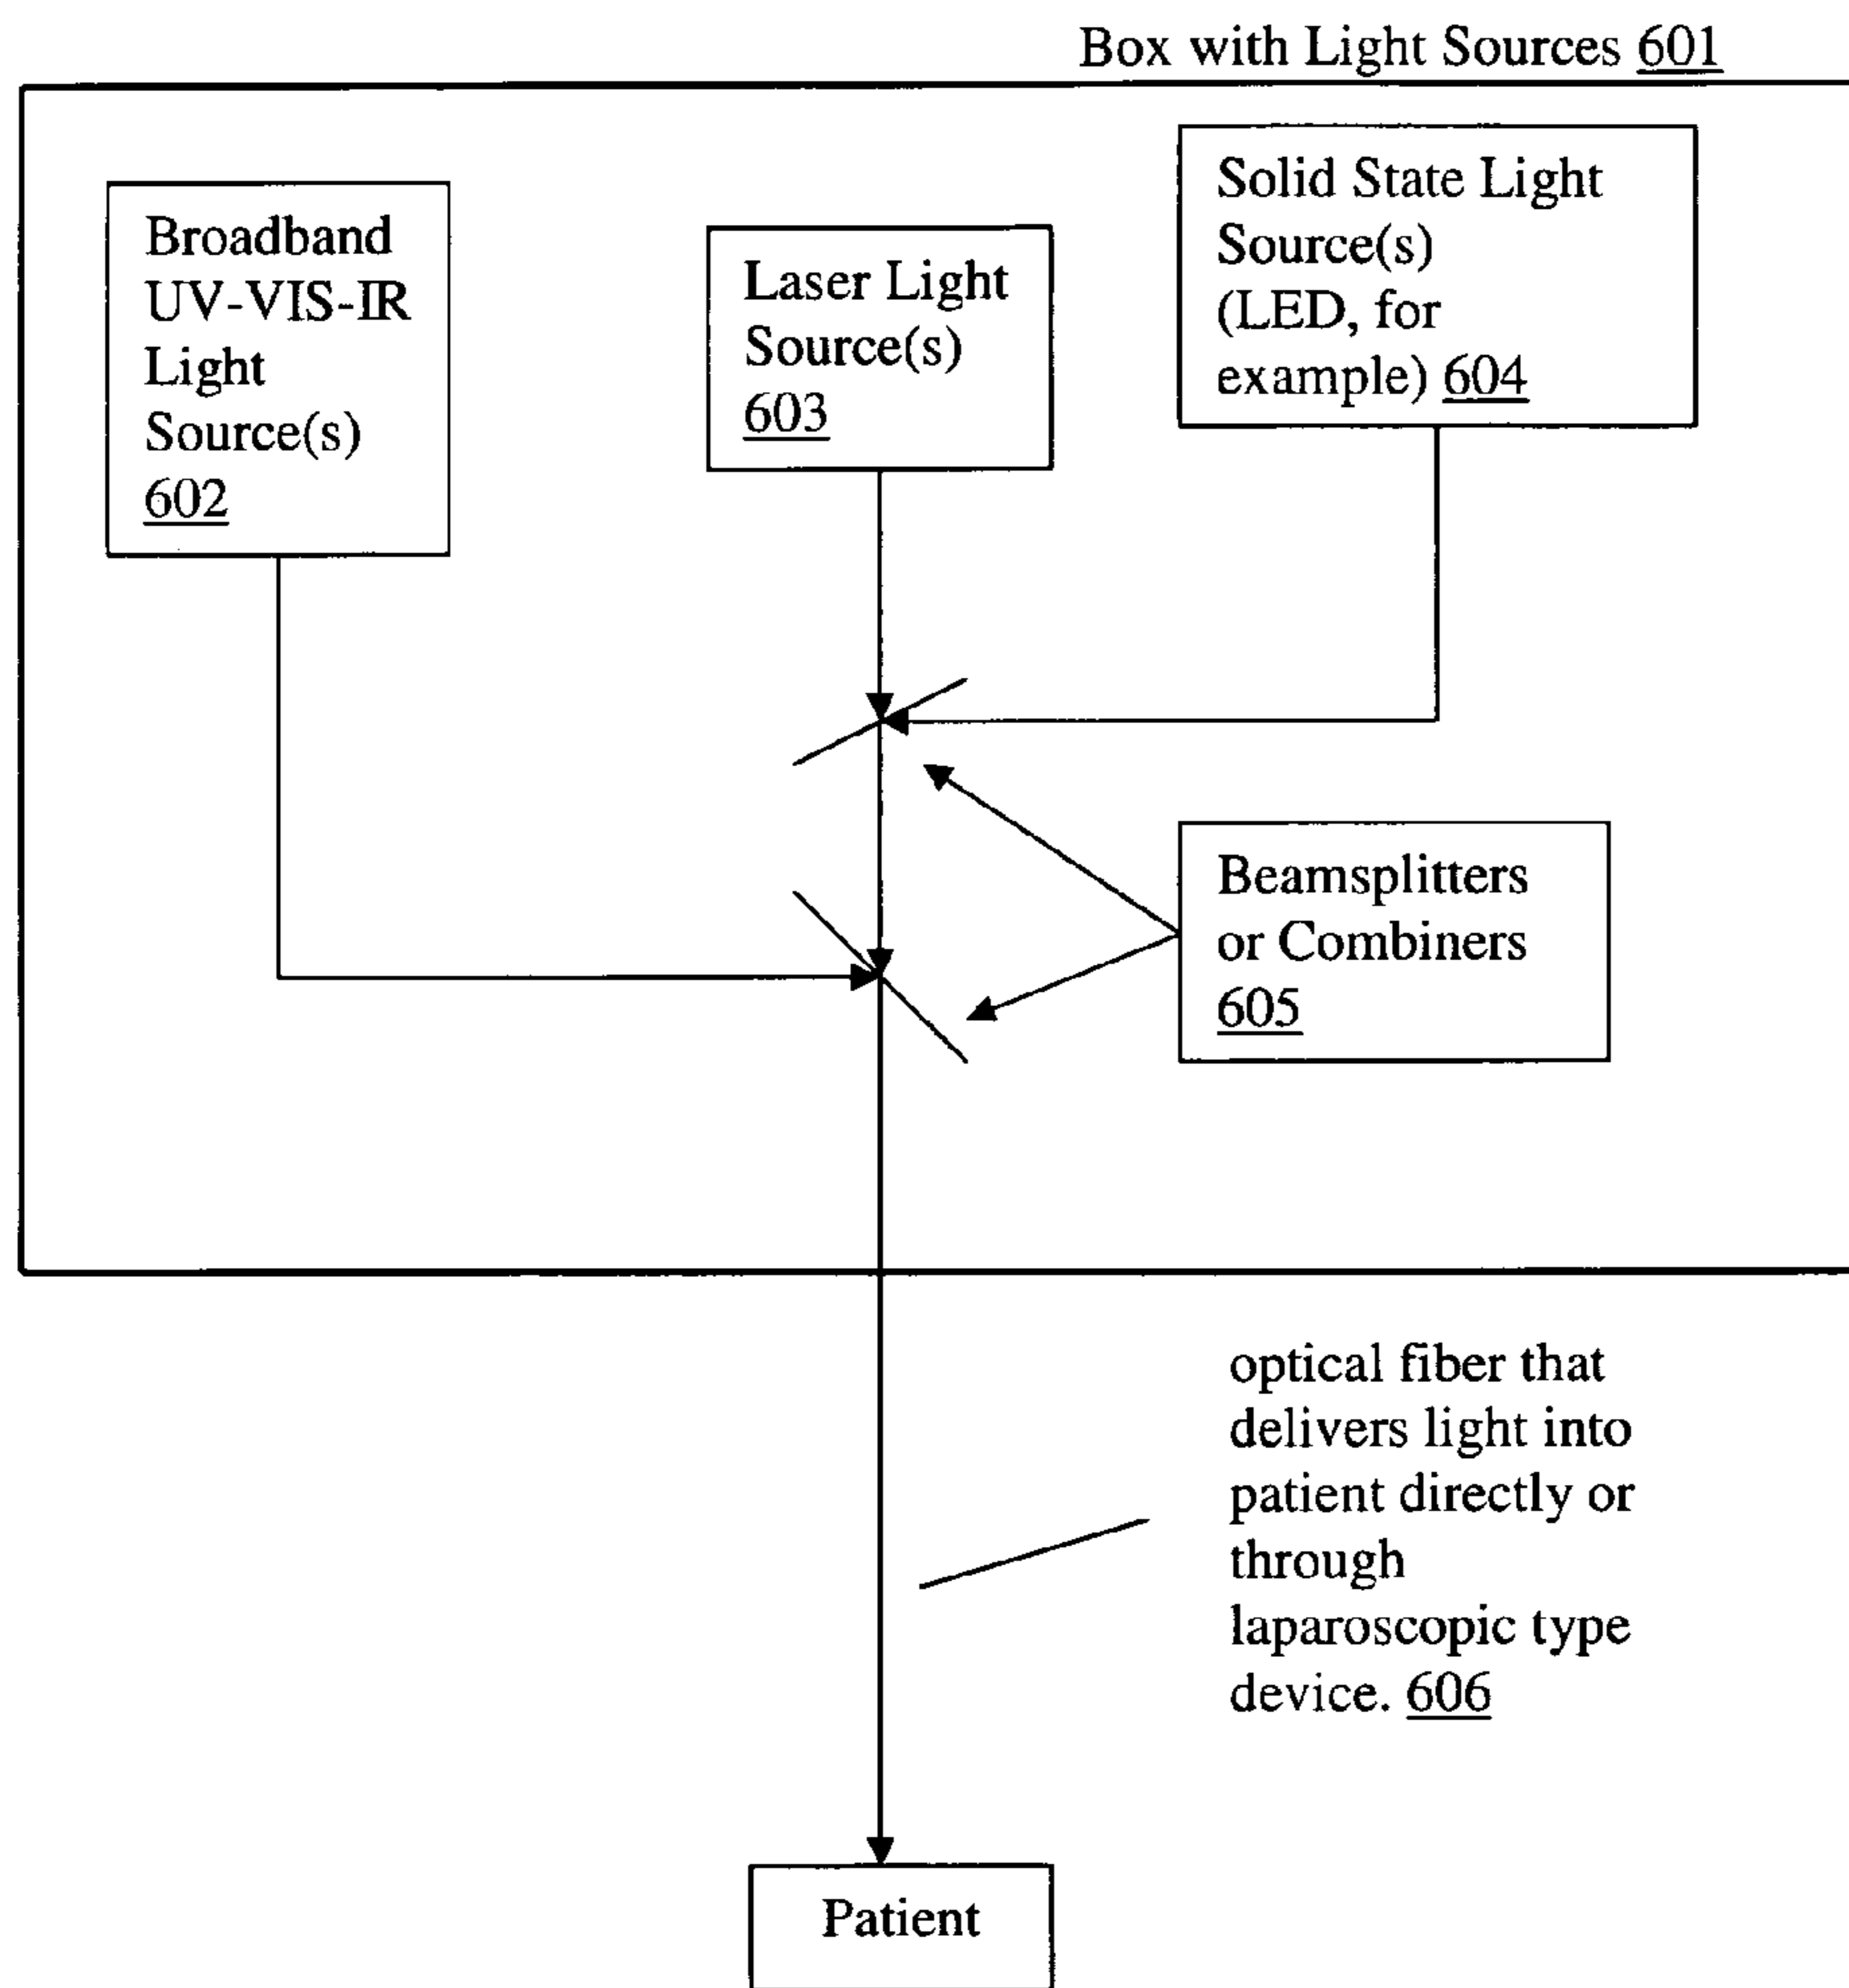 Box with Light Sources 601
Broadband
UV-VIS-IR
Light
Source(s)
602
Laser Light
Source(s)
603
Solid State Light
Source(s)
(LED, for
example) 604
Beamsplitters
or Combiners
605
optical fiber that
delivers light into
patient directly or
through
laparoscopic type
device. 606
Patient